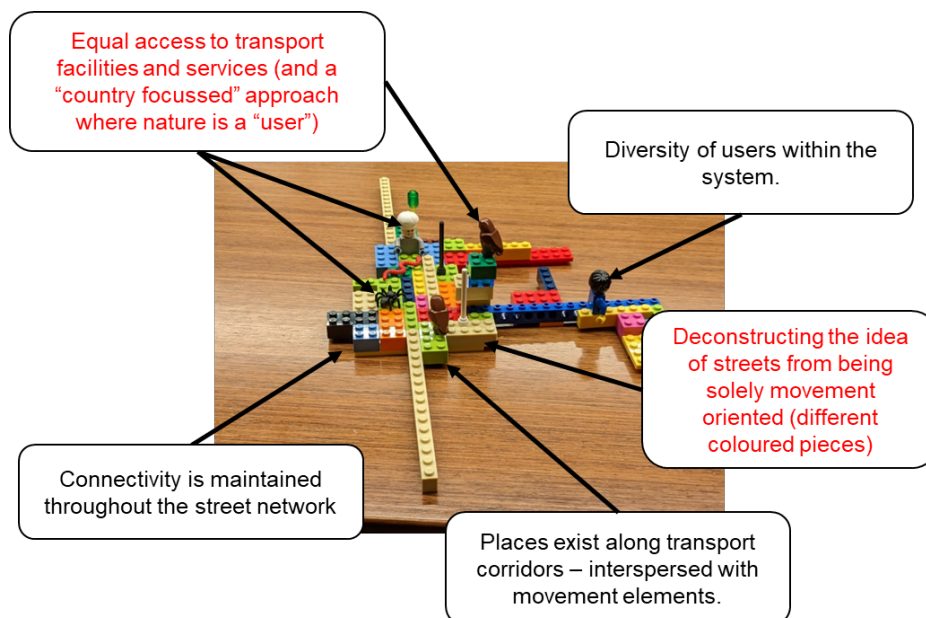 Equal access to transport
facilities and services (and a
“country focussed” approach
where nature is a “user”)
Diversity of users within the
system.
Deconstructing the idea
of streets from being
solely movement
oriented (different
coloured pieces)
Connectivity is maintained
throughout the street network
Places exist along transport
corridors – interspersed with
movement elements.